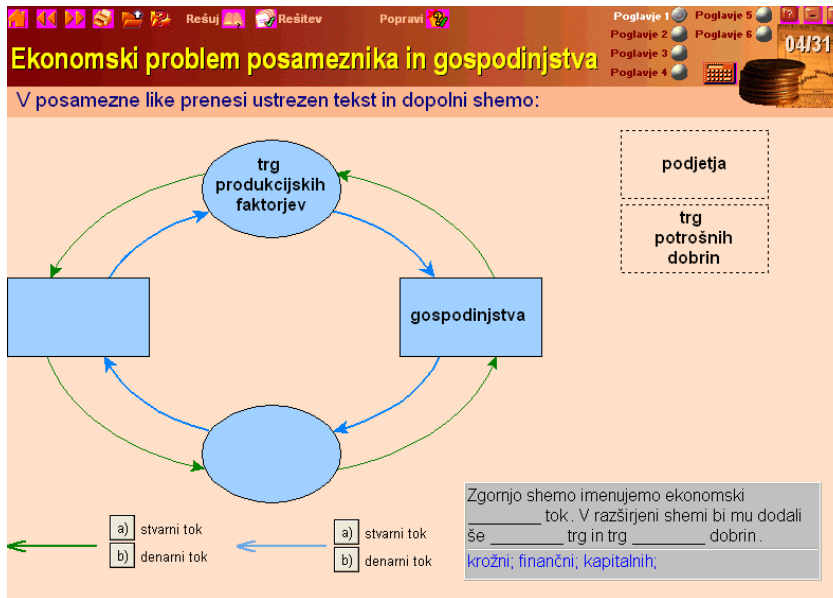 Rešuj Rešitev Popravi
Poglavje 1 Poglavje 5
Poglavje 2 Poglavje 6
Poglavje 3
Poglavje 4
04/31
Ekonomski problem posameznika in gospodinjstva
V posamezne like prenesi ustrezen tekst in dopolni shemo:
trg
produkcijskih
faktorjev
podjetja
trg
potrošnih
dobrin
gospodinjstva
Zgornjo shemo imenujemo ekonomski
________ tok. V razširjeni shemi bi mu dodali
še ________ trg in trg ________ dobrin.
krožni; finančni; kapitalnih;
a) stvarni tok
b) denarni tok
a) stvarni tok
b) denarni tok